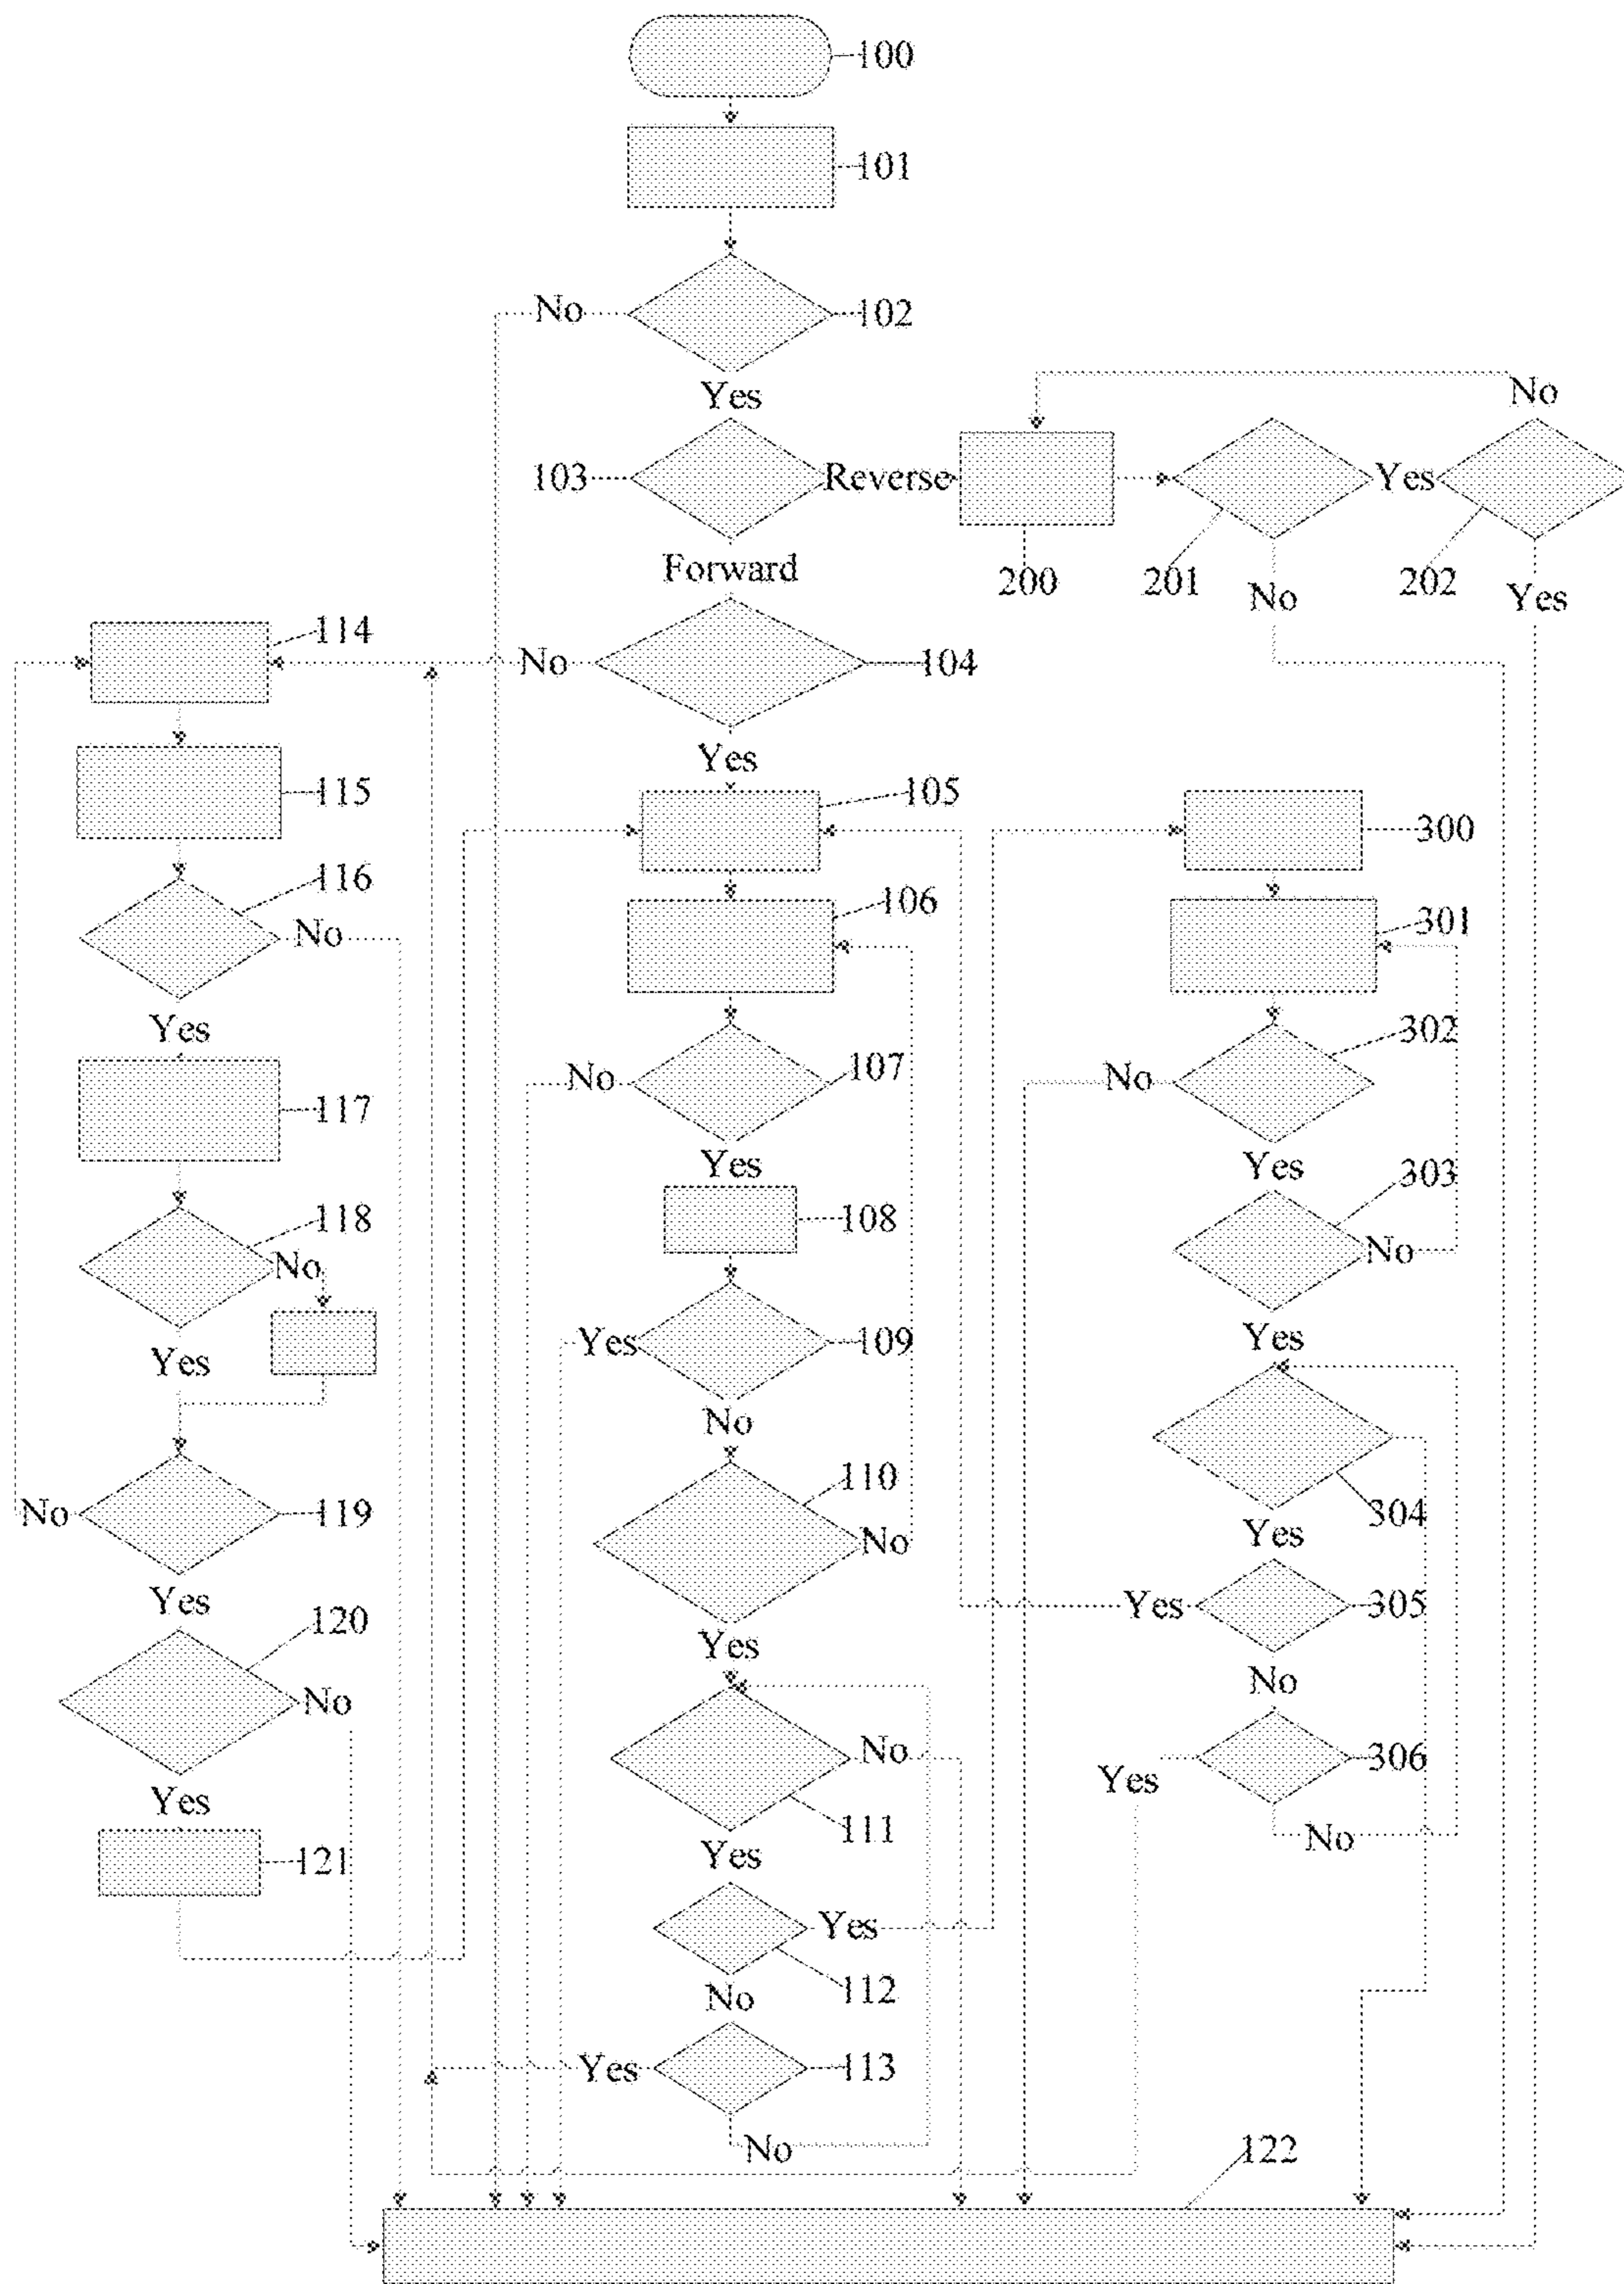 100
101
No
102
Yes
No
103
Reverse
Yes
Forward
200
201
202
No
Yes
114
No
104
Yes
115
105
300
116
106
301
No
Yes
302
No
107
No
117
Yes
Yes
303
118
108
No
No
Yes
Yes
109
Yes
No
110
304
No
119
No
Yes
Yes
120
Yes
305
Yes
No
No
No
306
Yes
Yes
111
No
121
Yes
Yes
112
No
Yes
113
No
122